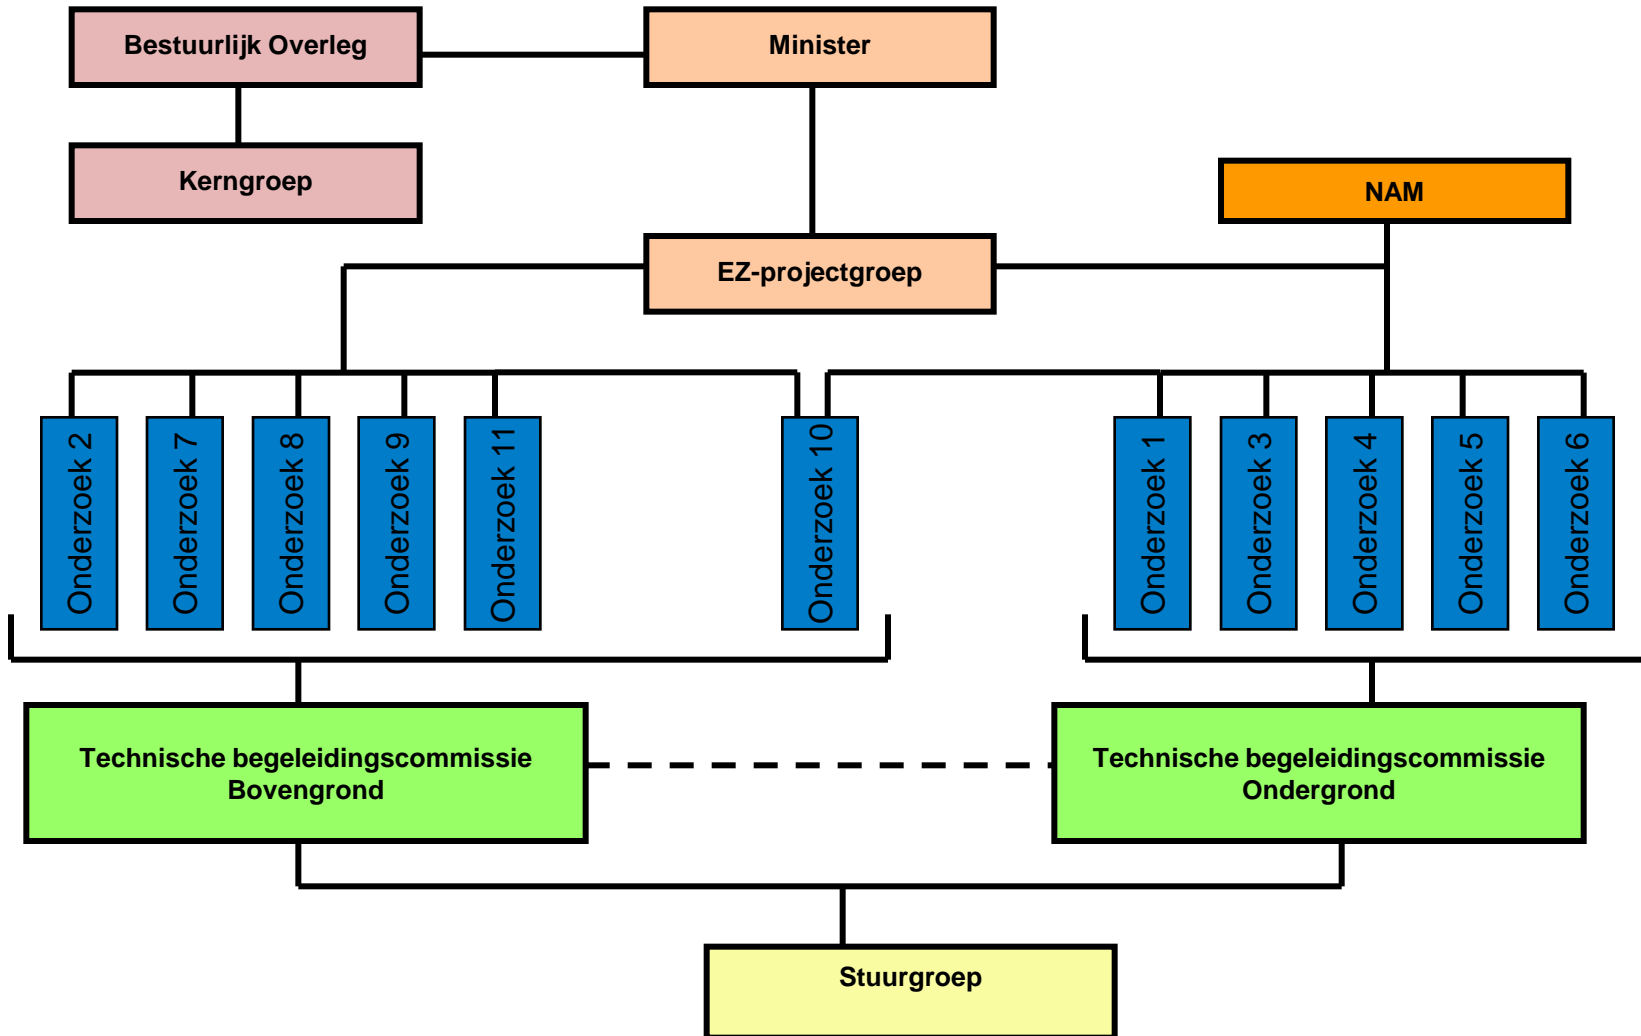 Bestuurlijk Overleg
Minister
Kerngroep
NAM
EZ-projectgroep
Onderzoek 2
Onderzoek 7
Onderzoek 8
Onderzoek 9
Onderzoek 11
Onderzoek 10
Onderzoek 1
Onderzoek 3
Onderzoek 4
Onderzoek 5
Onderzoek 6
Technische begeleidingscommissie
Bovengrond
Technische begeleidingscommissie
Ondergrond
Stuurgroep